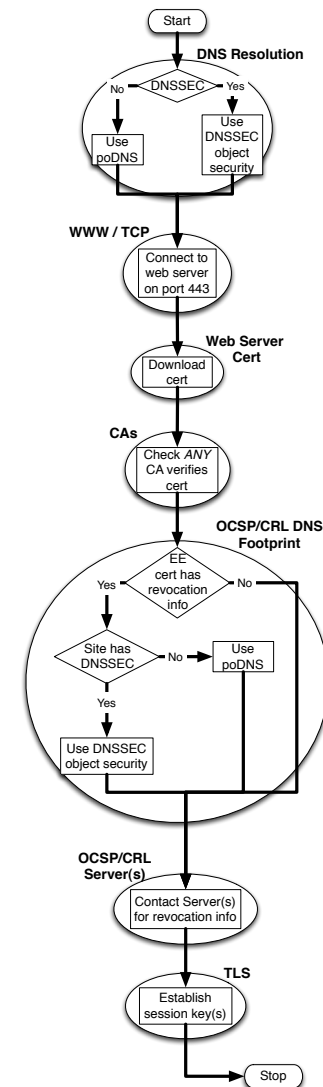 Start
DNS Resolution
DNSSEC
No
Yes
Use
poDNS
Use
DNSSEC
object
security
WWW / TCP
Connect to
web server
on port 443
Web Server
Cert
Download
cert
CAs
Check ANY
CA verifies
cert
OCSP/CRL DNS
Footprint
EE
cert has
revocation
info
Yes
No
Site has
DNSSEC
No
Use
poDNS
Yes
Use DNSSEC
object security
OCSP/CRL
Server(s)
Contact Server(s)
for revocation info
TLS
Establish
session key(s)
Stop